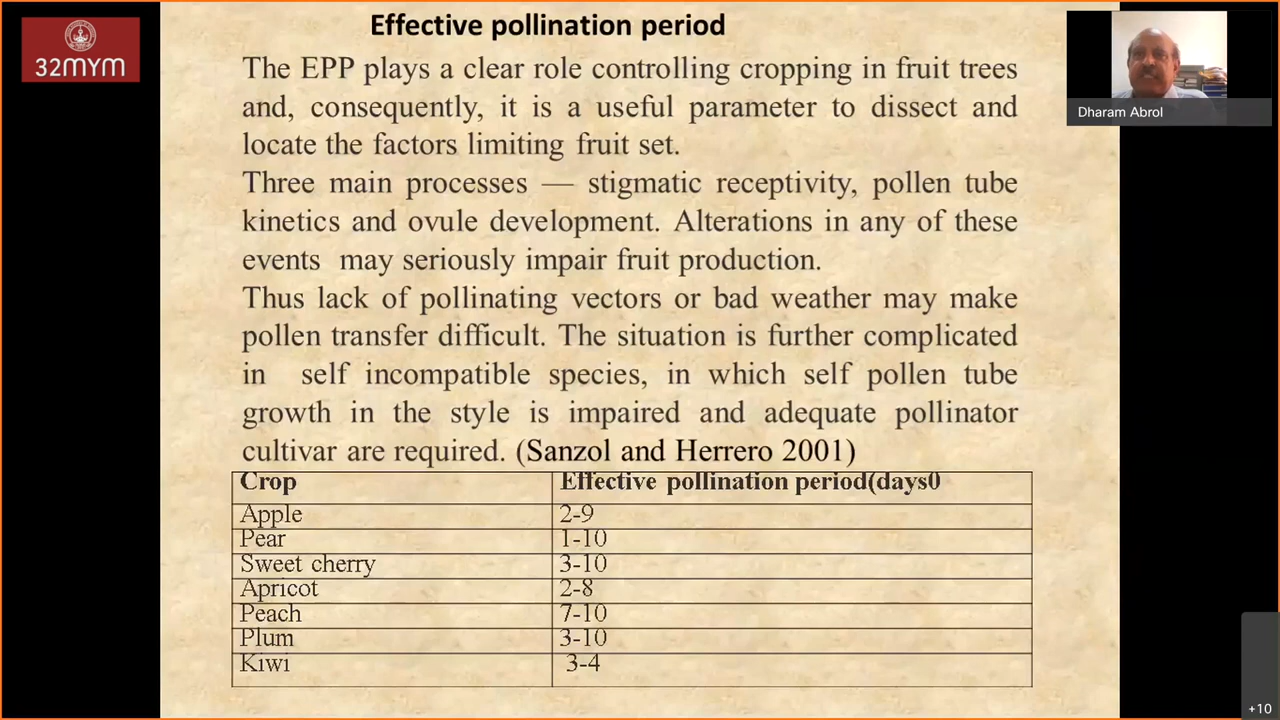 Effective pollination period
32MYM
Dharam Abrol
The EPP plays a clear role controlling cropping in fruit trees
and, consequently, it is a useful parameter to dissect and
locate the factors limiting fruit set.
Three main processes — stigmatic receptivity, pollen tube
kinetics and ovule development. Alterations in any of these
events may seriously impair fruit production.
Thus lack of pollinating vectors or bad weather may make
pollen transfer difficult. The situation is further complicated
in self incompatible species, in which self pollen tube
growth in the style is impaired and adequate pollinator
cultivar are required. (Sanzol and Herrero 2001)
Crop Effective pollination period(days0
Apple 2-9
Pear 1-10
Sweet cherry 3-10
Apricot 2-8
Peach 7-10
Plum 3-10
Kiwi 3-4
+10